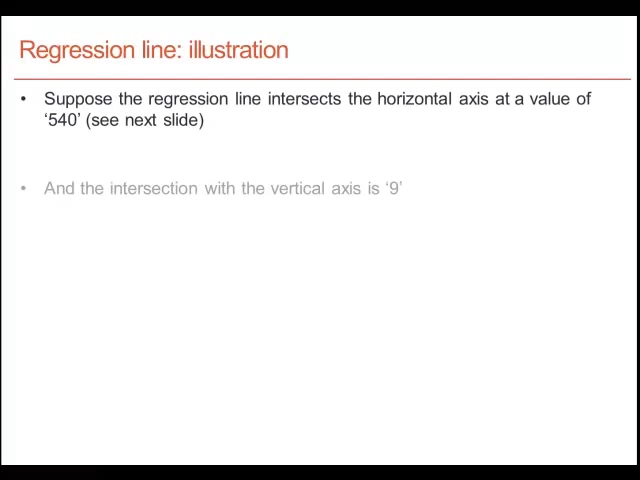 Regression line: illustration
• Suppose the regression line intersects the horizontal axis at a value of
‘540’ (see next slide)
• And the intersection with the vertical axis is ‘9’